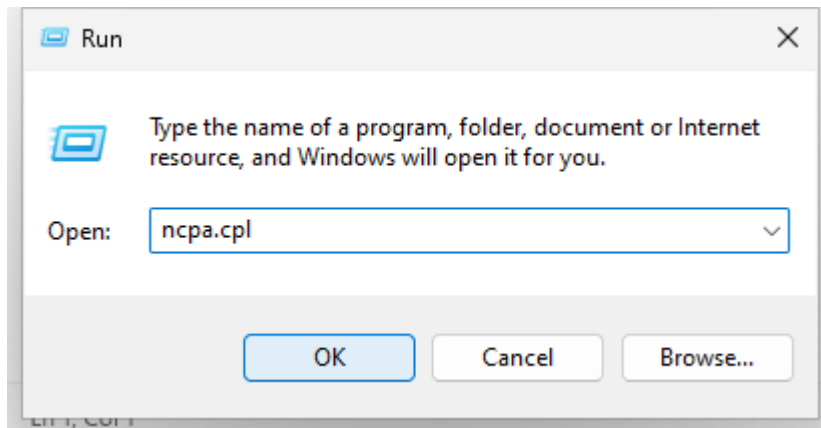 Run
Type the name of a program, folder, document or Internet
resource, and Windows will open it for you.
Open: ncpa.cpl
OK Cancel Browse...